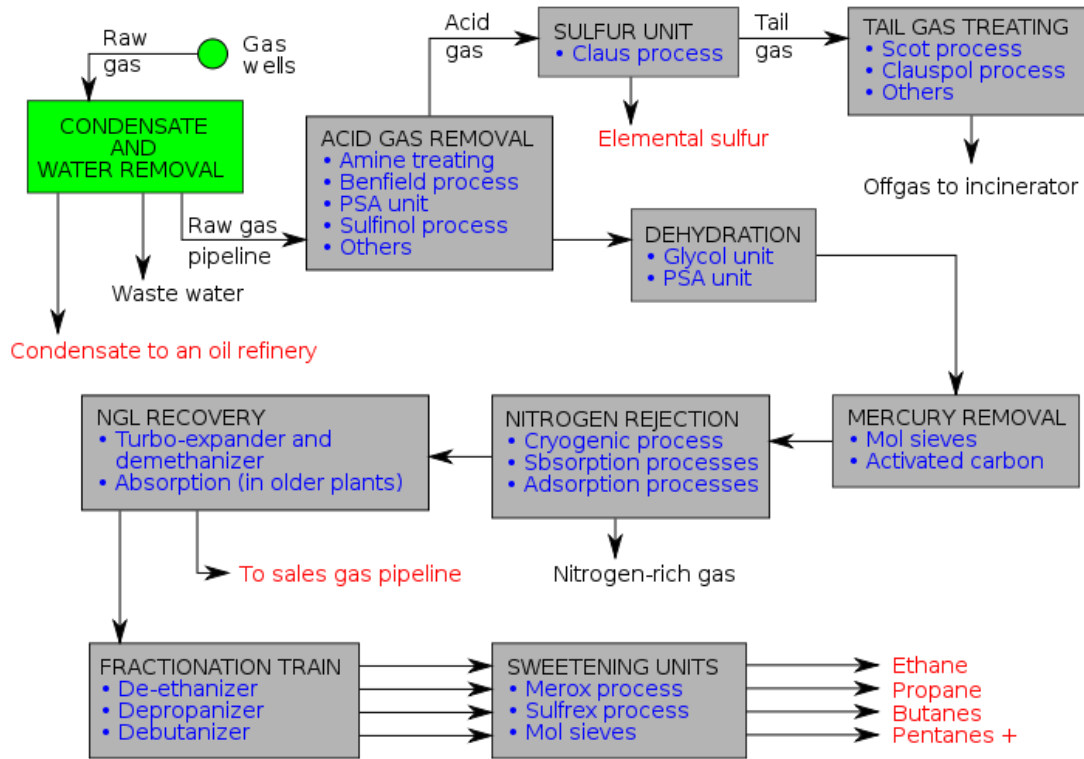 Raw
gas
Gas
wells
CONDENSATE
AND
WATER REMOVAL
Raw gas
pipeline
Waste water
Condensate to an oil refinery
ACID GAS REMOVAL
• Amine treating
• Benfield process
• PSA unit
• Sulfinol process
• Others
Acid
gas
SULFUR UNIT
• Claus process
Elemental sulfur
Tail
gas
TAIL GAS TREATING
• Scot process
• Clauspol process
• Others
Offgas to incinerator
DEHYDRATION
• Glycol unit
• PSA unit
MERCURY REMOVAL
• Mol sieves
• Activated carbon
NITROGEN REJECTION
• Cryogenic process
• Sbsorption processes
• Adsorption processes
Nitrogen-rich gas
NGL RECOVERY
• Turbo-expander and
demethanizer
• Absorption (in older plants)
To sales gas pipeline
FRACTIONATION TRAIN
• De-ethanizer
• Depropanizer
• Debutanizer
SWEETENING UNITS
• Merox process
• Sulfrex process
• Mol sieves
Ethane
Propane
Butanes
Pentanes +